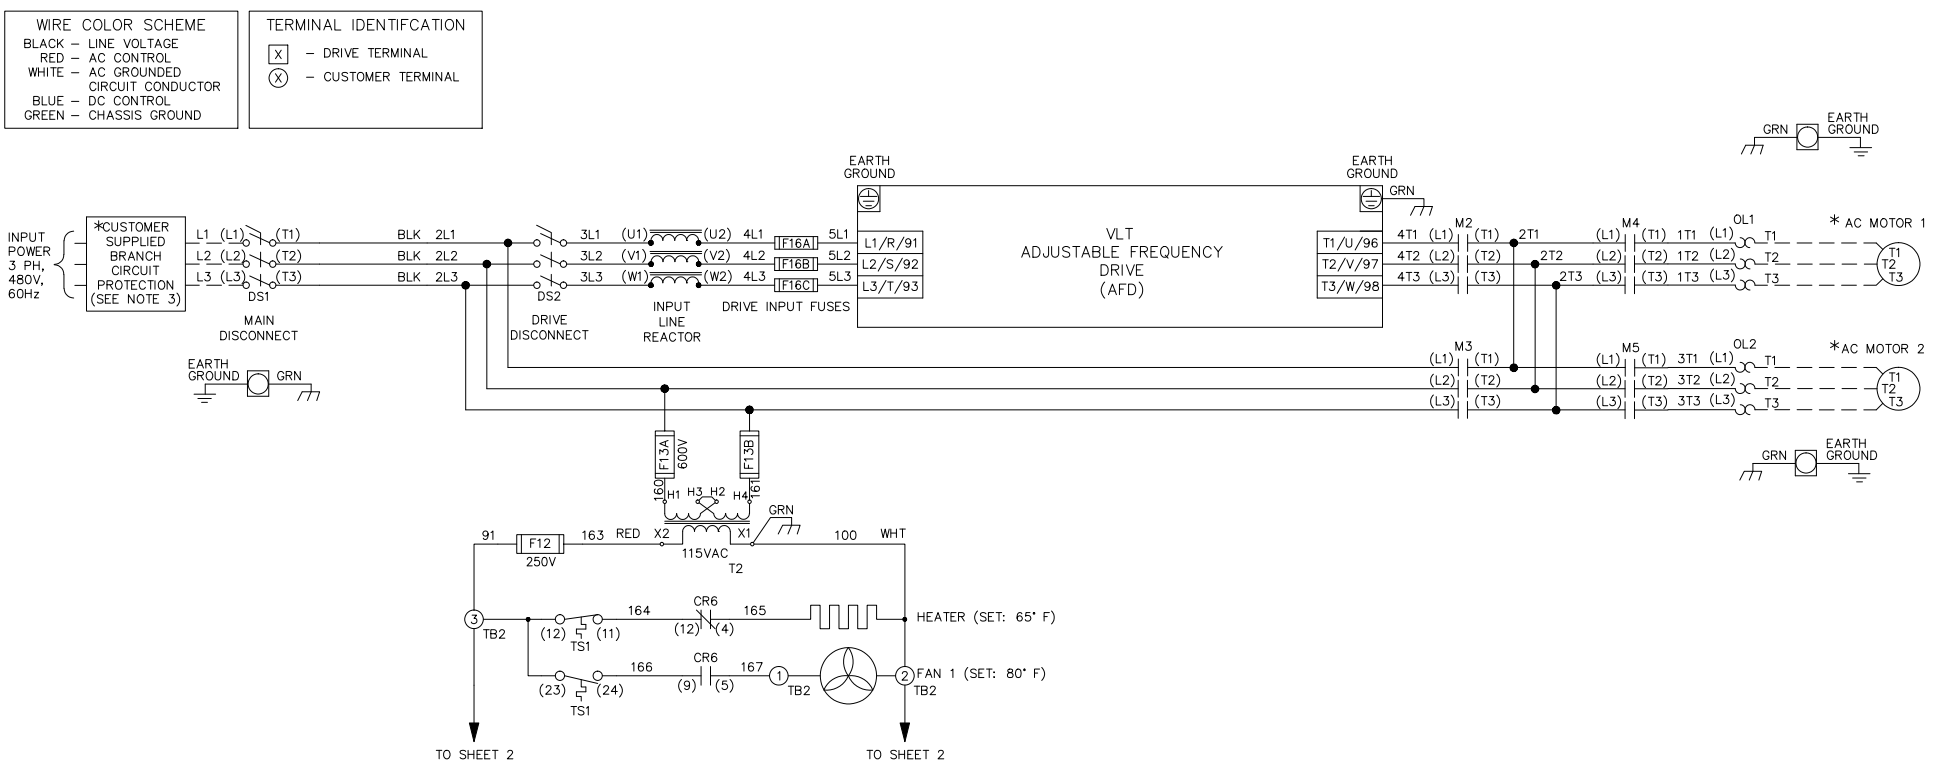 WIRE COLOR SCHEME
BLACK – LINE VOLTAGE
RED – AC CONTROL
WHITE – AC GROUNDED
CIRCUIT CONDUCTOR
BLUE – DC CONTROL
GREEN – CHASSIS GROUND
TERMINAL IDENTIFCATION
X – DRIVE TERMINAL
X – CUSTOMER TERMINAL
INPUT
POWER
3 PH,
480V,
60Hz
*CUSTOMER
SUPPLIED
BRANCH
CIRCUIT
PROTECTION
(SEE NOTE 3)
L1 (L1) (T1) BLK 2L1 3L1 (U1) (U2) 4L1 F16A 5L1 L1/R/91
L2 (L2) (T2) BLK 2L2 3L2 (V1) (V2) 4L2 F16B 5L2 L2/S/92
L3 (L3) (T3) BLK 2L3 3L3 (W1) (W2) 4L3 F16C 5L3 L3/T/93
DS1
MAIN
DISCONNECT
DS2
DRIVE
DISCONNECT
INPUT
LINE
REACTOR
DRIVE INPUT FUSES
EARTH
GROUND
GRN
EARTH
GROUND
VLT
ADJUSTABLE FREQUENCY
DRIVE
(AFD)
EARTH
GROUND
GRN
EARTH
GROUND
GRN
M2 M4 OL1
* AC MOTOR 1
T1/U/96 4T1 (L1) (T1) 2T1 (L1) (T1) 1T1 (L1) T1 T1
T2/V/97 4T2 (L2) (T2) 2T2 (L2) (T2) 1T2 (L2) T2 T2
T3/W/98 4T3 (L3) (T3) 2T3 (L3) (T3) 1T3 (L3) T3 T3
M3 M5 OL2
*AC MOTOR 2
(L1) (T1) (L1) (T1) 3T1 (L1) T1 T1
(L2) (T2) (L2) (T2) 3T2 (L2) T2 T2
(L3) (T3) (L3) (T3) 3T3 (L3) T3 T3
EARTH
GROUND
GRN
F13A
600V
F13B
160
161
H1 H3 H2 H4
GRN
91 F12 163 RED X2 X1 100 WHT
250V
115VAC
T2
3
TB2
(12) (11)
TS1
164
CR6
(12) (4)
165
HEATER (SET: 65° F)
(23) (24)
TS1
166
CR6
(9) (5)
167
1
TB2
2
TB2
FAN 1 (SET: 80° F)
TO SHEET 2
TO SHEET 2